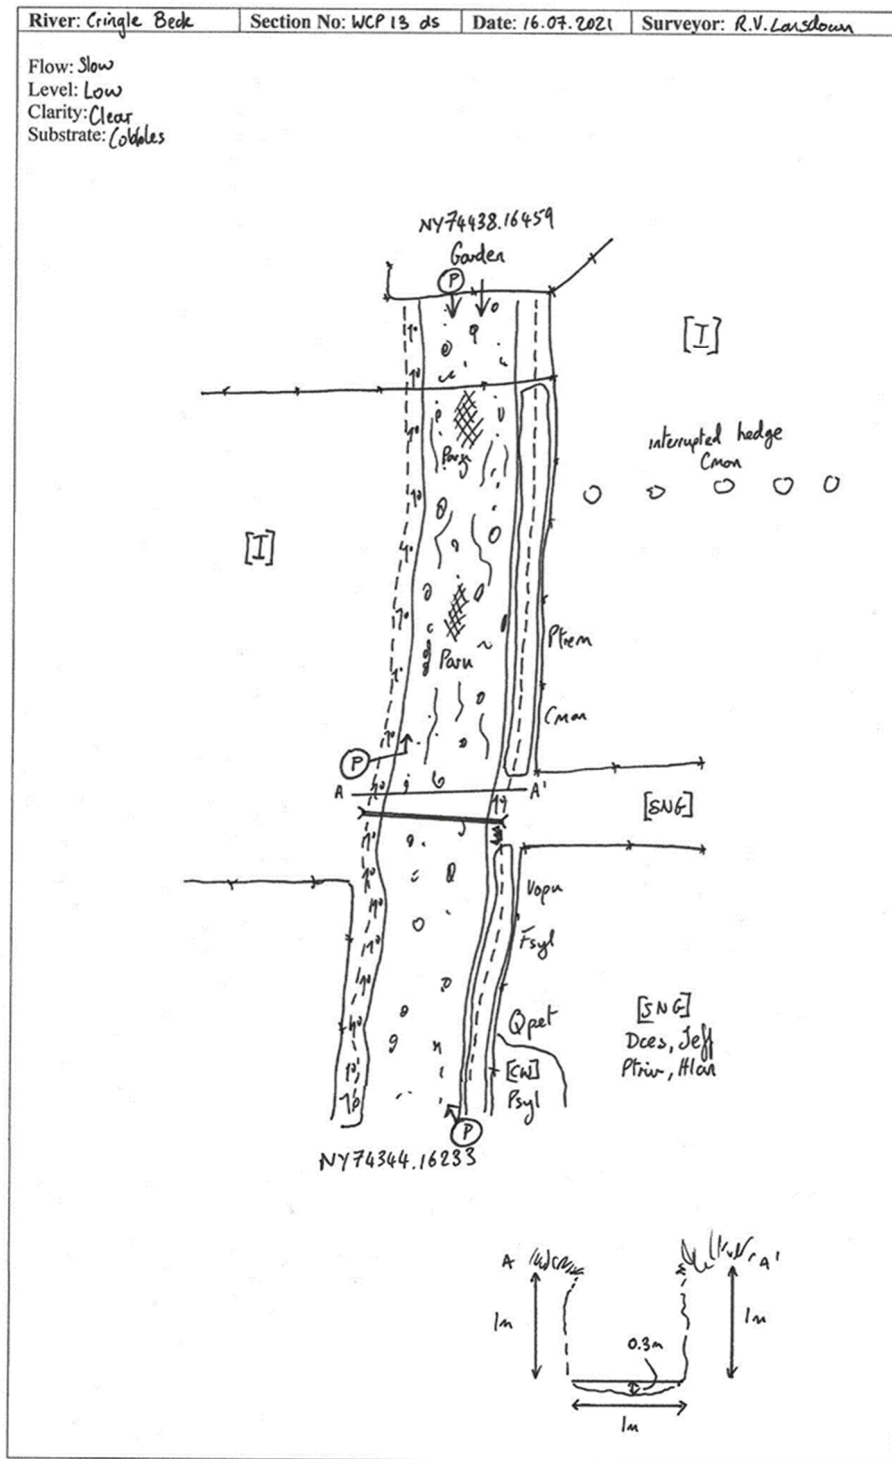 River: Cringle Beck Section No: WCP 13 ds Date: 16.07.2021 Surveyor: R.V. Lansdown
Flow: Slow
Level: Low
Clarity: Clear
Substrate: Cobbles
NY74438.16459
Garden
P
[I]
interrupted hedge
Cmon
[I]
Ptrem
Cmon
P
A A'
[SNG]
Vopu
Fsyl
Qpet
[SNG]
Dces, Jeff
Ptriv, Hlan
[CW]
Psyl
P
NY74344.16233
A A'
1m 1m
0.3m
1m